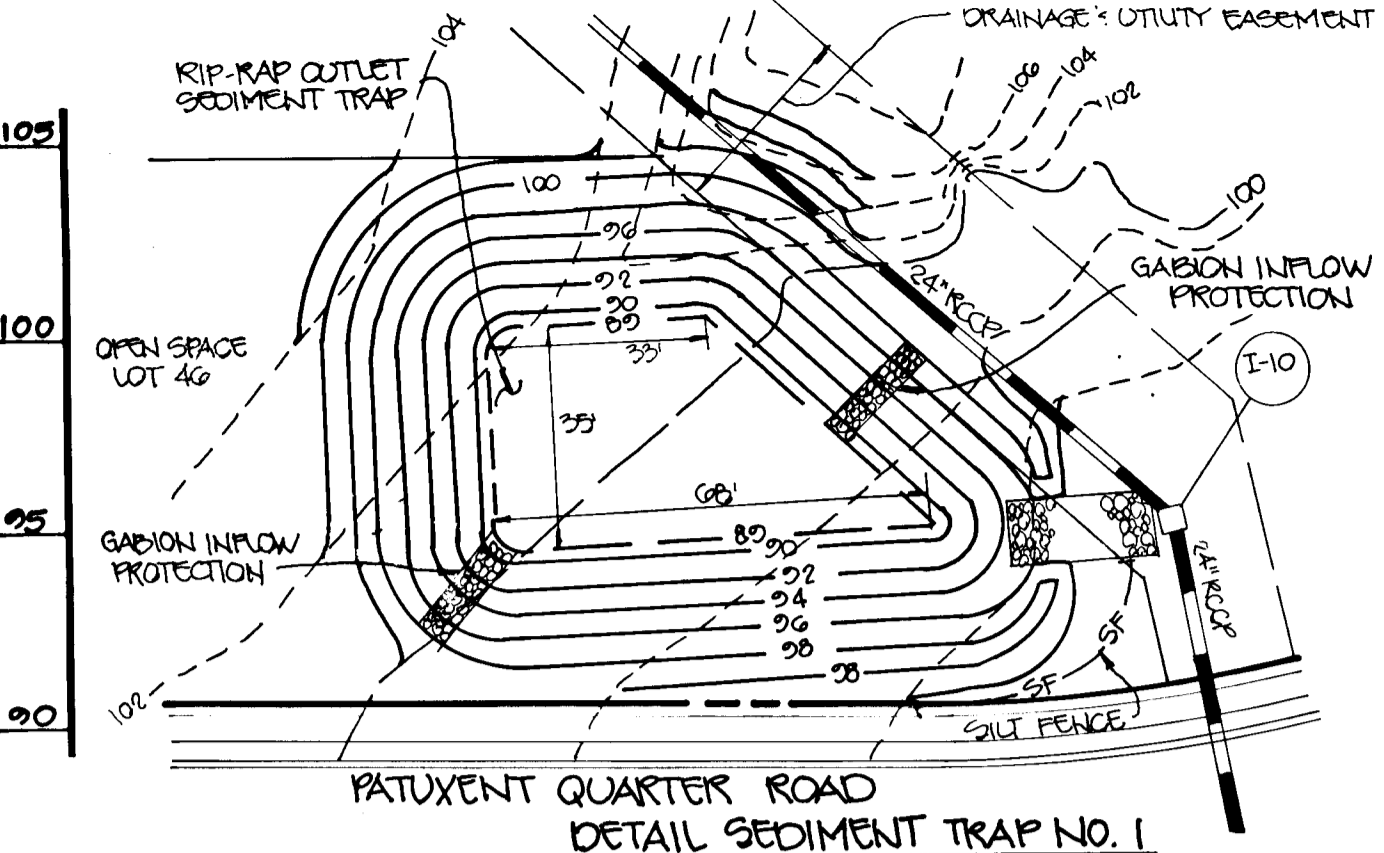 DRAINAGE & UTILITY EASEMENT
104
RIP-RAP OUTLET
SEDIMENT TRAP
106
104
102
105
100
100
96
24" RCCP
GABION INFLOW
PROTECTION
92
90
89
33'
100
OPEN SPACE
LOT 46
I-10
35'
68'
95
GABION INFLOW
PROTECTION
89
90
92
24" RCCP
94
96
98
SF
98
SF
102
90
SILT FENCE
PATUXENT QUARTER ROAD
DETAIL SEDIMENT TRAP NO. 1